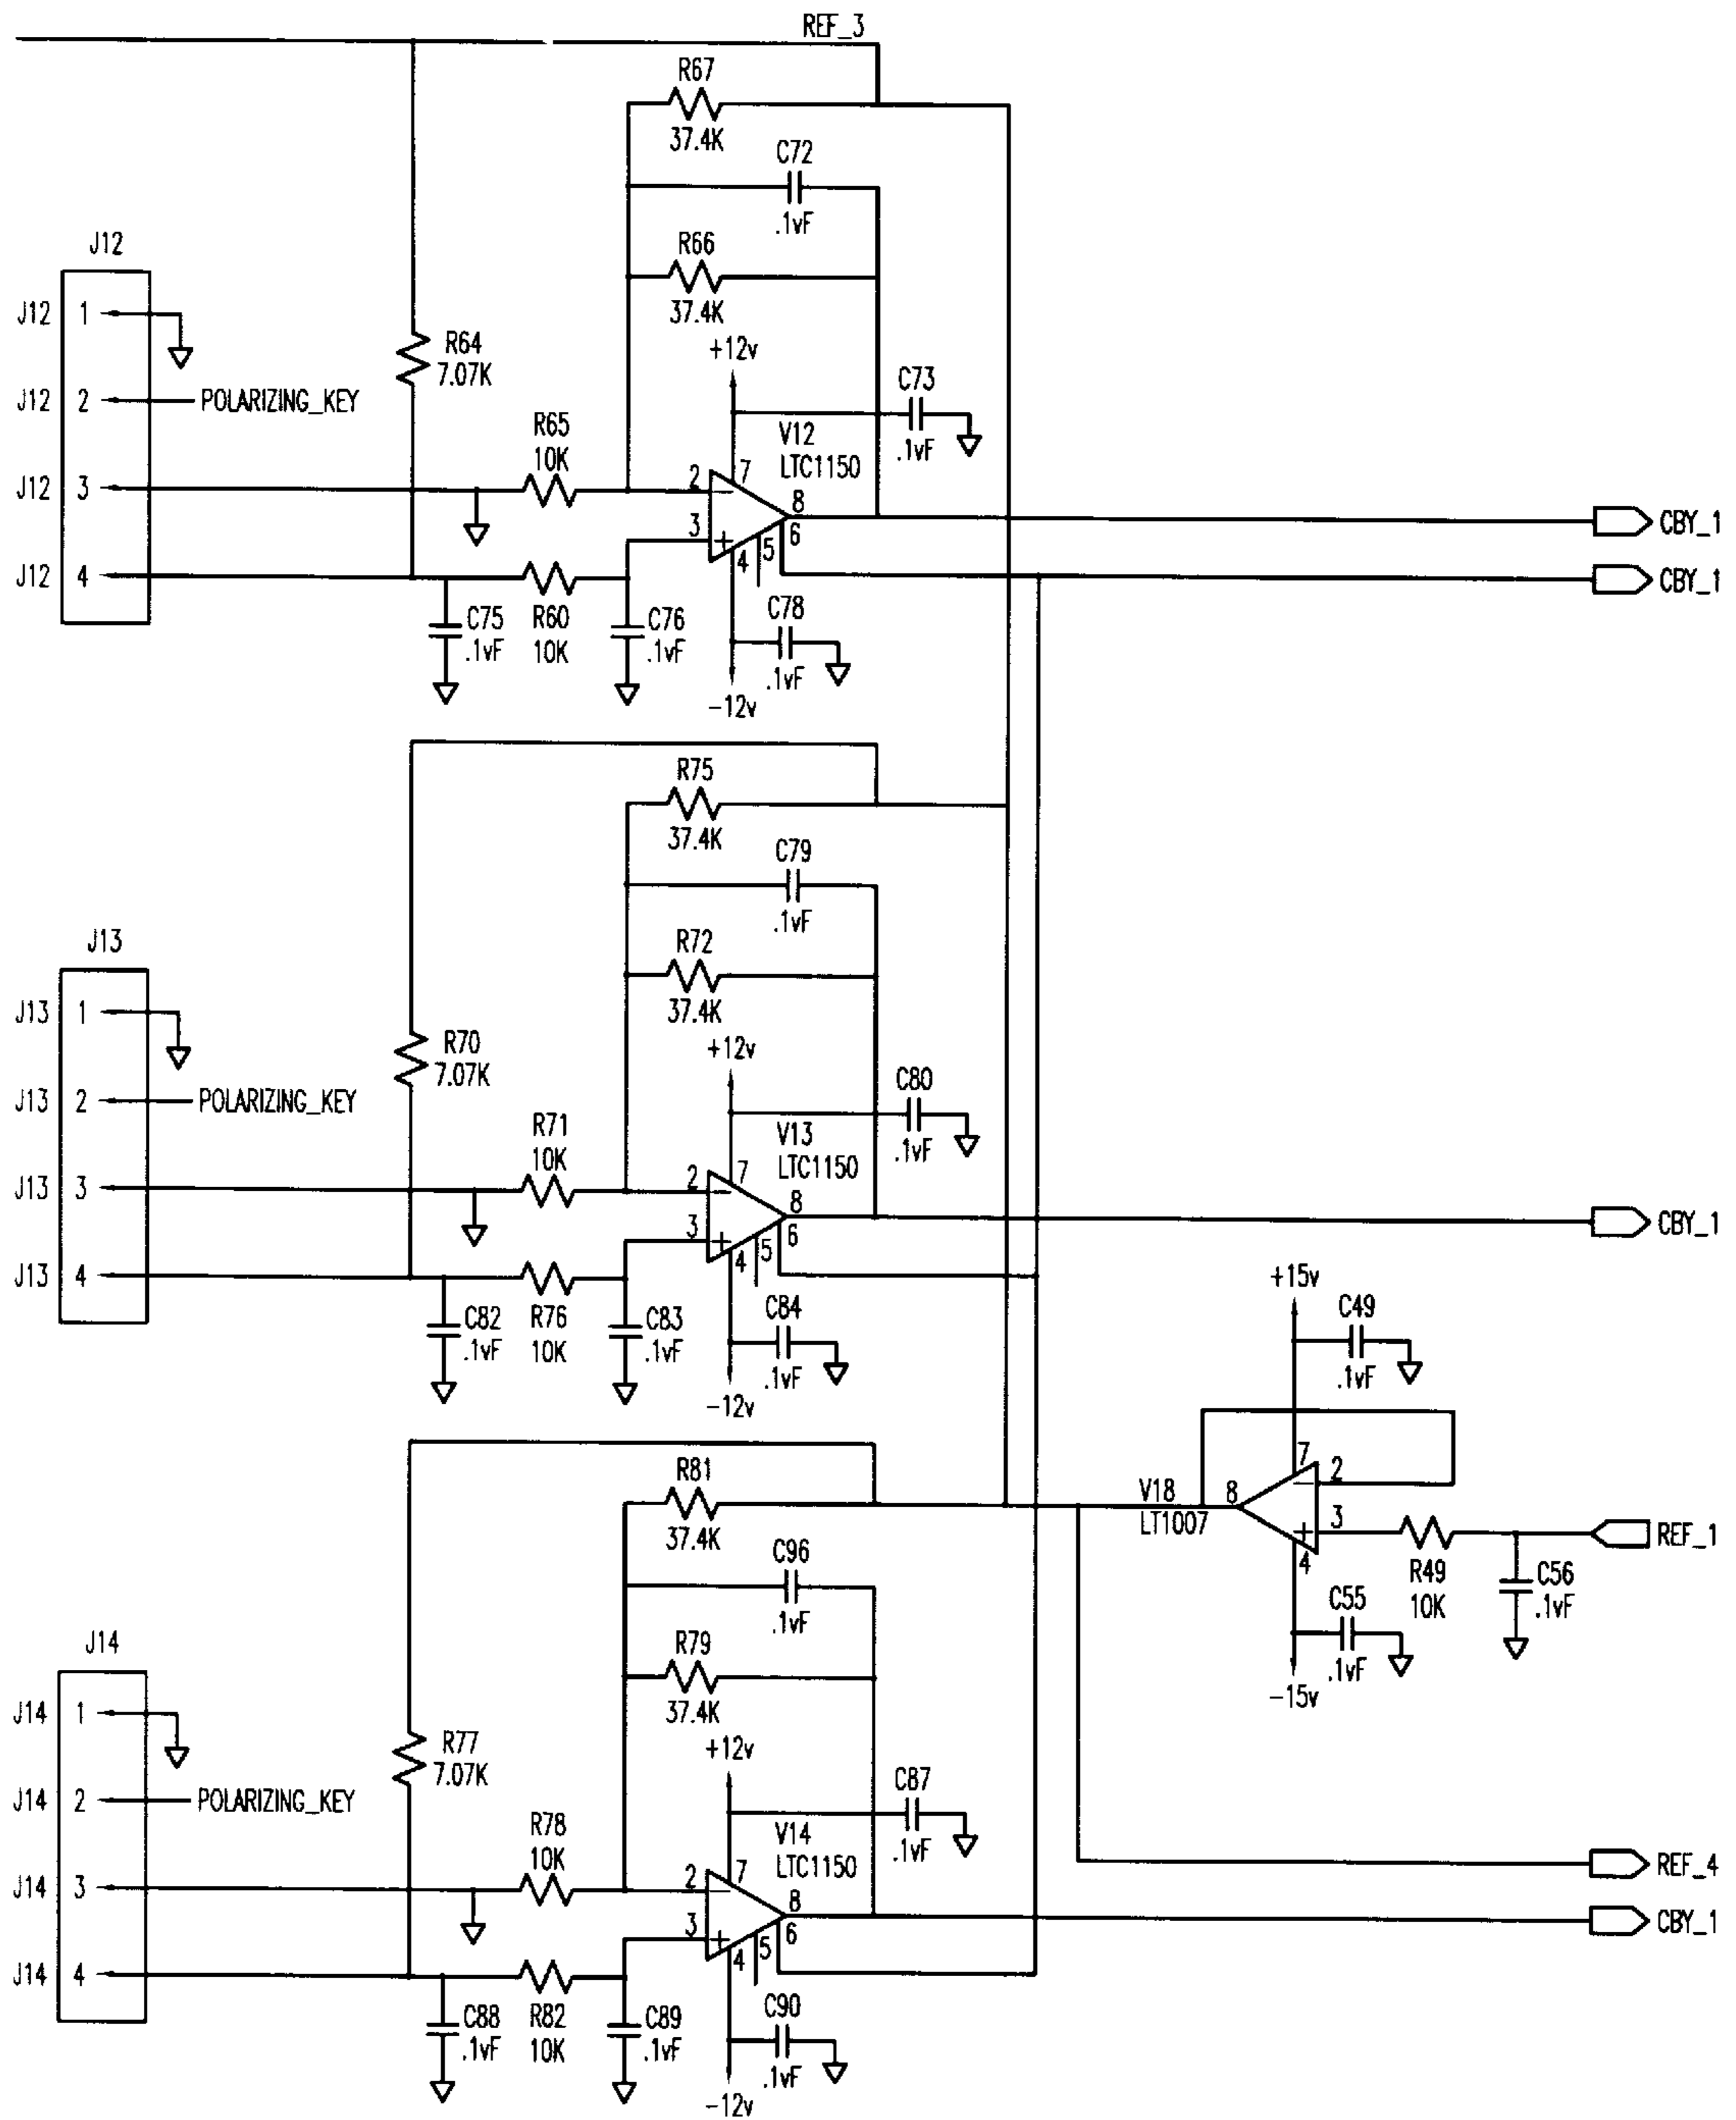 REF_3
R67
37.4K
C72
.1vF
R66
37.4K
J12
J12 1
J12 2 POLARIZING_KEY
J12 3
J12 4
R64
7.07K
+12v
C73
.1vF
R65
10K
V12
LTC1150
2
7
8
3
4
5
6
CBY_1
CBY_1
C75
.1vF
R60
10K
C76
.1vF
C78
.1vF
-12v
R75
37.4K
C79
.1vF
R72
37.4K
J13
J13 1
J13 2 POLARIZING_KEY
J13 3
J13 4
R70
7.07K
+12v
C80
.1vF
R71
10K
V13
LTC1150
2
7
8
3
4
5
6
CBY_1
C82
.1vF
R76
10K
C83
.1vF
C84
.1vF
-12v
+15v
C49
.1vF
V18
LT1007
7
2
8
3
4
REF_1
R49
10K
C56
.1vF
C55
.1vF
-15v
R81
37.4K
C96
.1vF
R79
37.4K
J14
J14 1
J14 2 POLARIZING_KEY
J14 3
J14 4
R77
7.07K
+12v
C87
.1vF
R78
10K
V14
LTC1150
2
7
8
3
4
5
6
REF_4
CBY_1
C88
.1vF
R82
10K
C89
.1vF
C90
.1vF
-12v